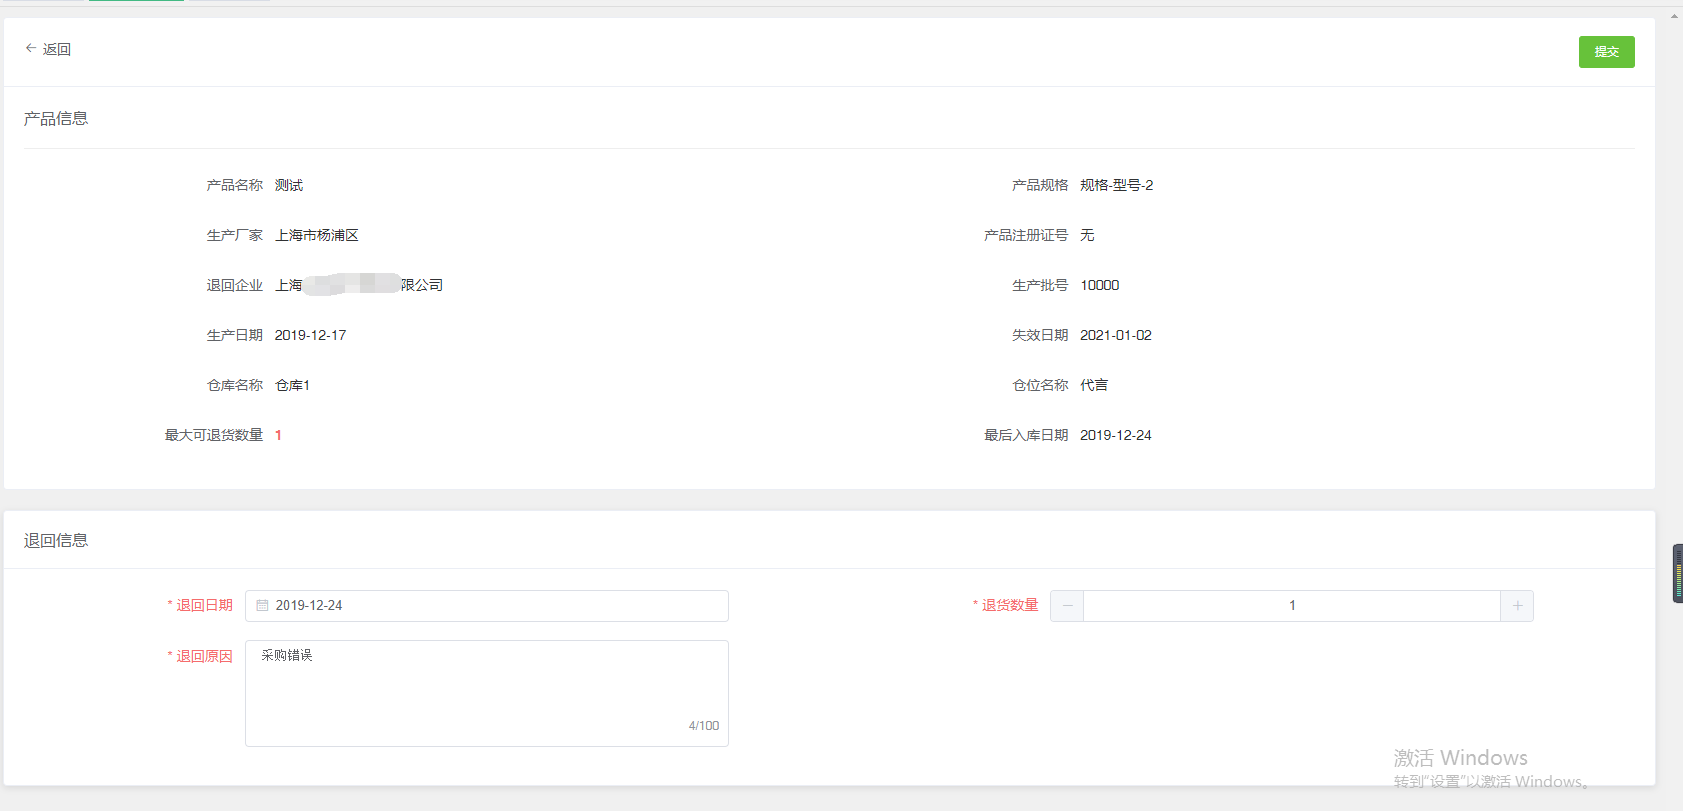 返回
提交
产品信息
产品名称 测试
产品规格 规格-型号-2
生产厂家 上海市杨浦区
产品注册证号 无
退回企业 上海 限公司
生产批号 10000
生产日期 2019-12-17
失效日期 2021-01-02
仓库名称 仓库1
仓位名称 代言
最大可退货数量 1
最后入库日期 2019-12-24
退回信息
* 退回日期 2019-12-24
* 退货数量 − 1 +
* 退回原因 采购错误
4/100
激活 Windows
转到“设置”以激活 Windows。